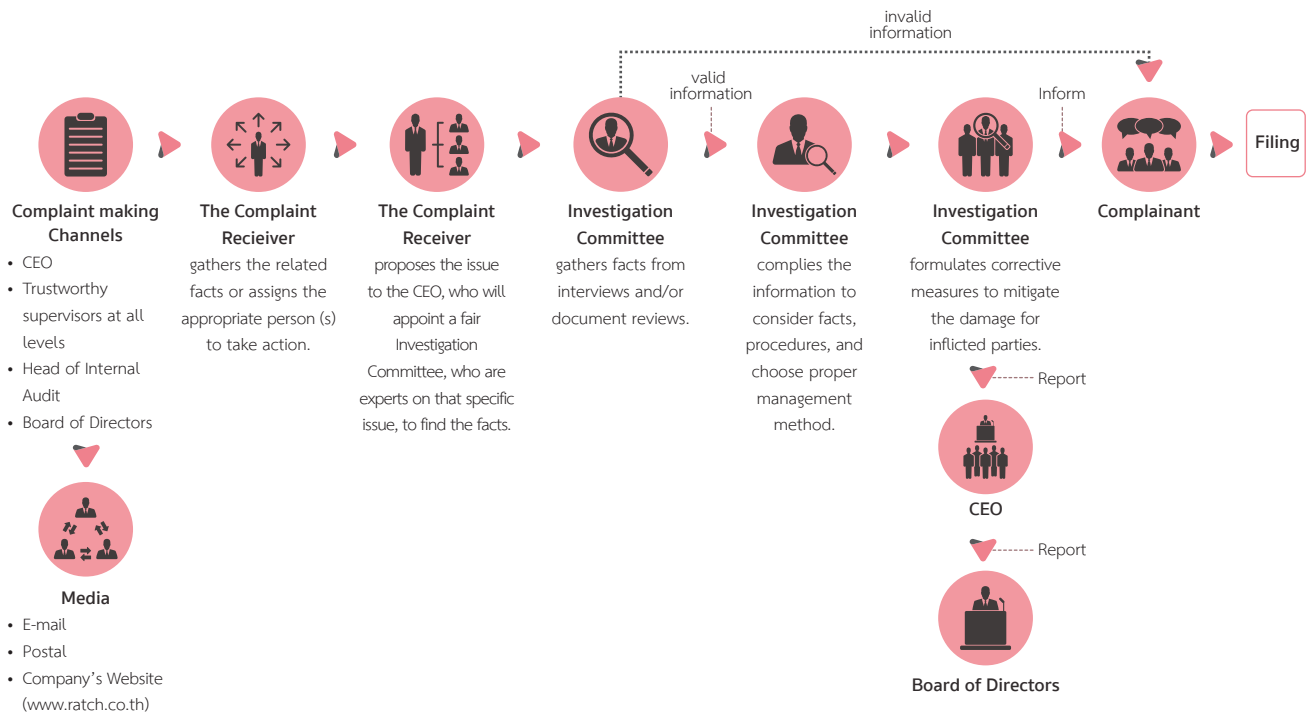 invalid
information
valid
information
Inform
Filing
Complaint making
Channels
• CEO
• Trustworthy
supervisors at all
levels
• Head of Internal
Audit
• Board of Directors
Media
• E-mail
• Postal
• Company's Website
(www.ratch.co.th)
The Complaint
Recieiver
gathers the related
facts or assigns the
appropriate person (s)
to take action.
The Complaint
Receiver
proposes the issue
to the CEO, who will
appoint a fair
Investigation
Committee, who are
experts on that specific
issue, to find the facts.
Investigation
Committee
gathers facts from
interviews and/or
document reviews.
Investigation
Committee
complies the
information to
consider facts,
procedures, and
choose proper
management
method.
Investigation
Committee
formulates corrective
measures to mitigate
the damage for
inflicted parties.
Report
CEO
Report
Board of Directors
Complainant